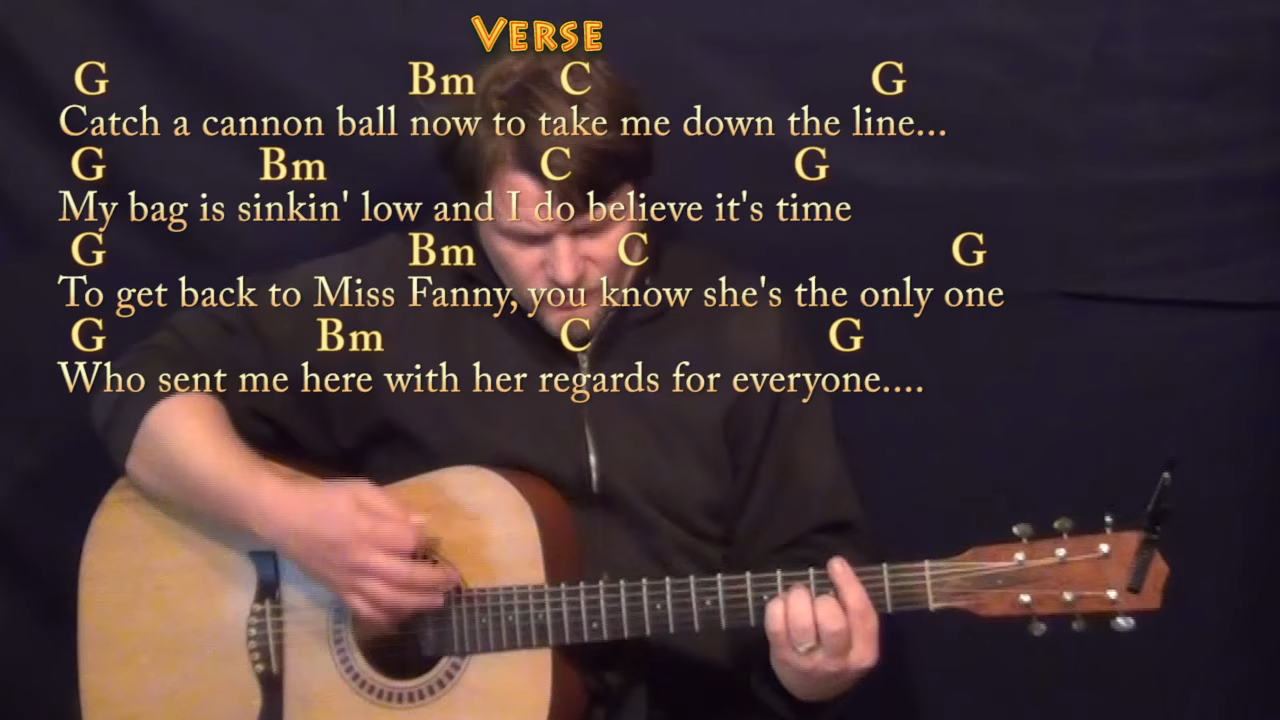 VERSE
G Bm C G
Catch a cannon ball now to take me down the line...
G Bm C G
My bag is sinkin' low and I do believe it's time
G Bm C G
To get back to Miss Fanny, you know she's the only one
G Bm C G
Who sent me here with her regards for everyone....